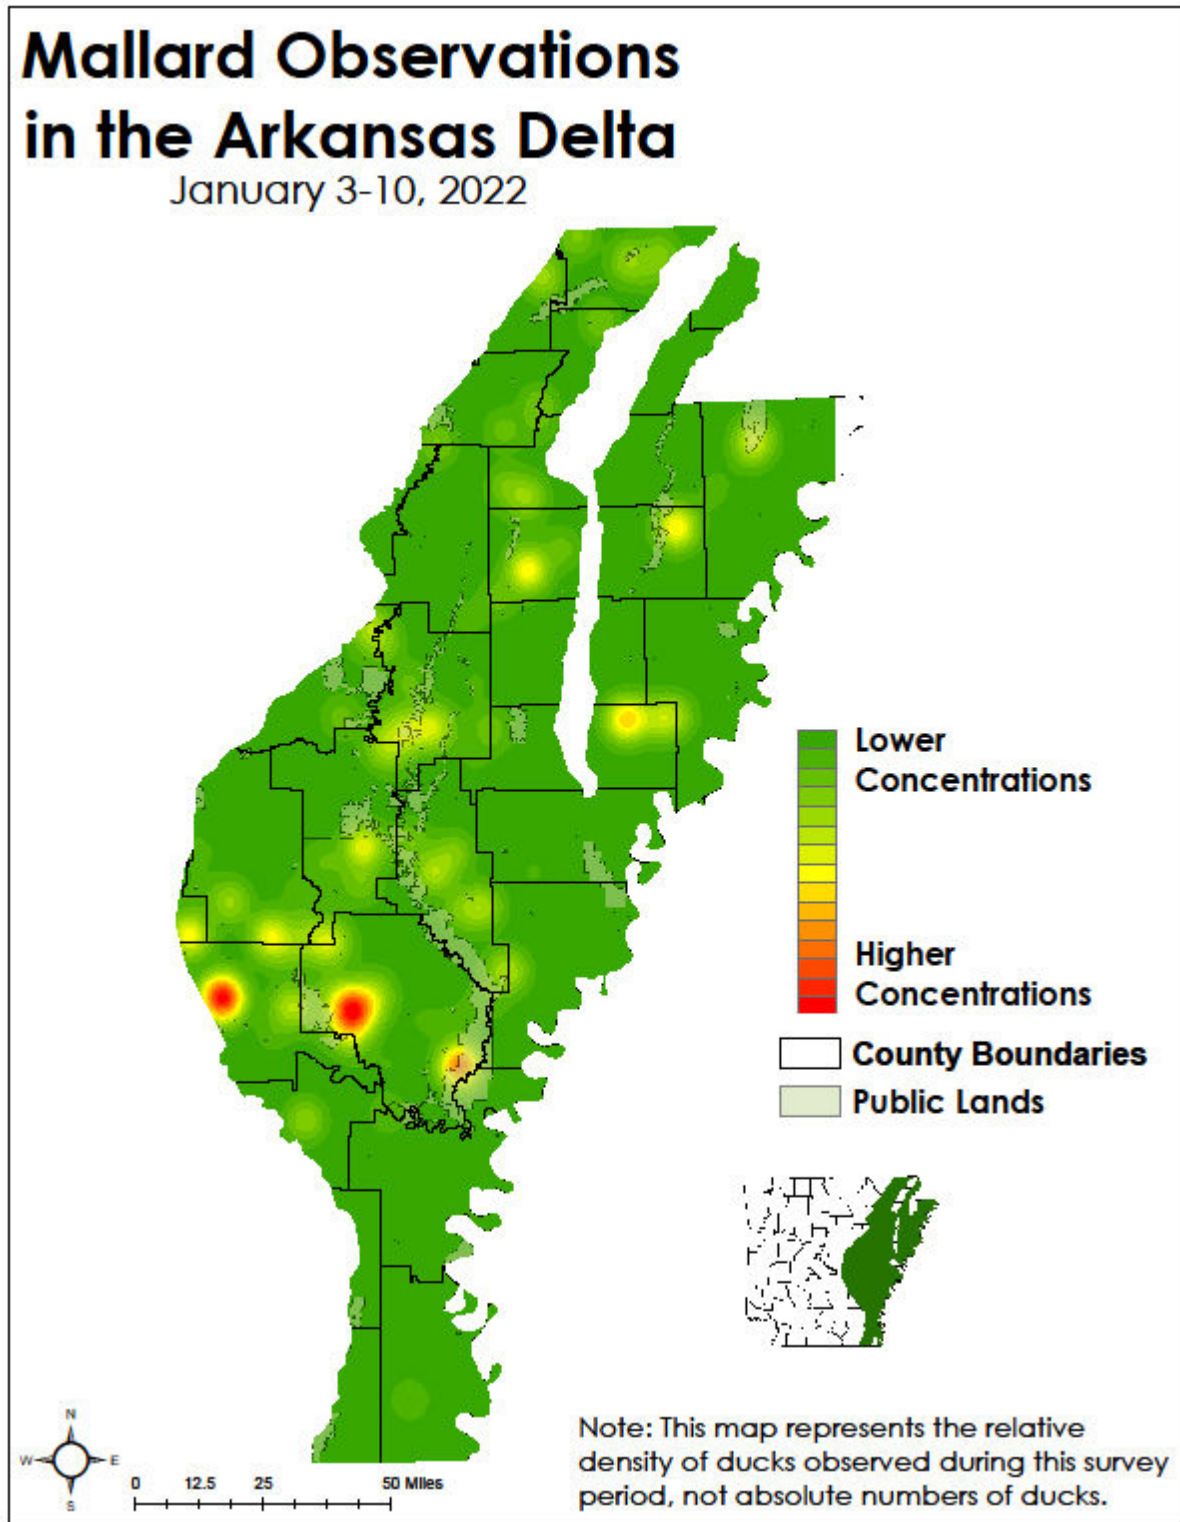 Mallard Observations
in the Arkansas Delta
January 3-10, 2022
Lower
Concentrations
Higher
Concentrations
County Boundaries
Public Lands
N
W E
S
0 12.5 25 50 Miles
Note: This map represents the relative
density of ducks observed during this survey
period, not absolute numbers of ducks.